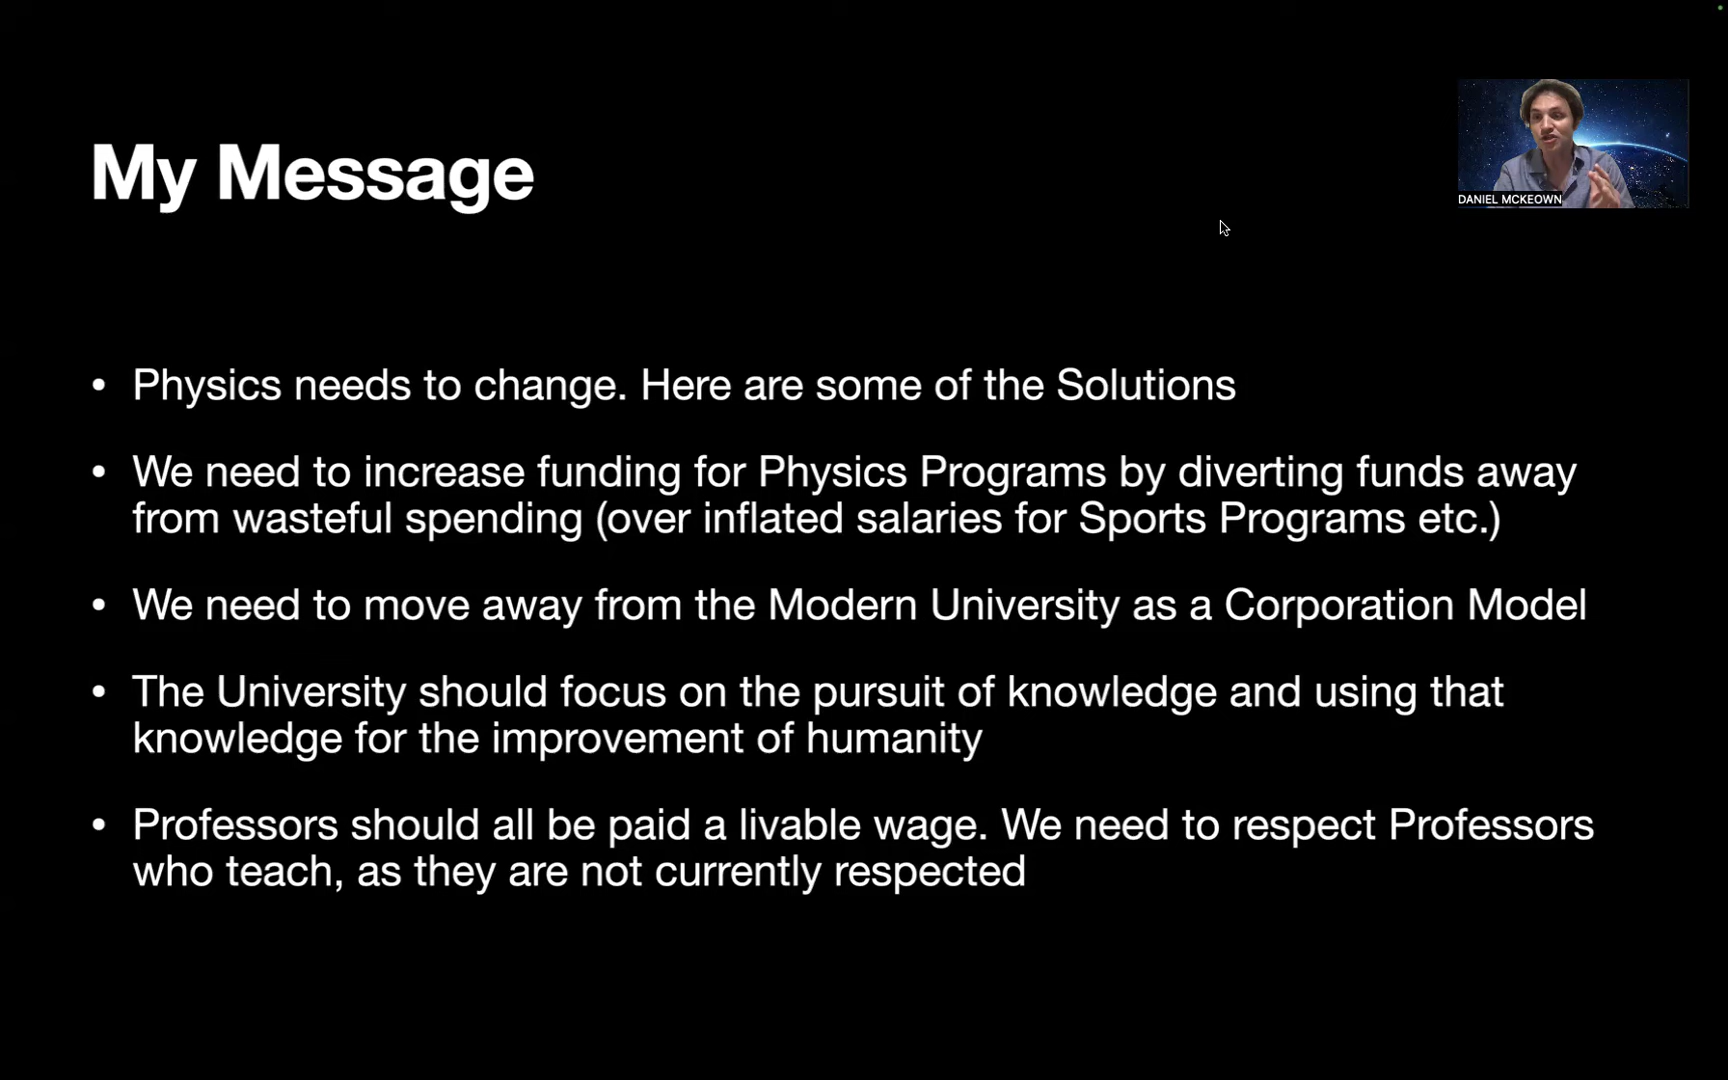 My Message
DANIEL MCKEOWN
• Physics needs to change. Here are some of the Solutions
• We need to increase funding for Physics Programs by diverting funds away
from wasteful spending (over inflated salaries for Sports Programs etc.)
• We need to move away from the Modern University as a Corporation Model
• The University should focus on the pursuit of knowledge and using that
knowledge for the improvement of humanity
• Professors should all be paid a livable wage. We need to respect Professors
who teach, as they are not currently respected